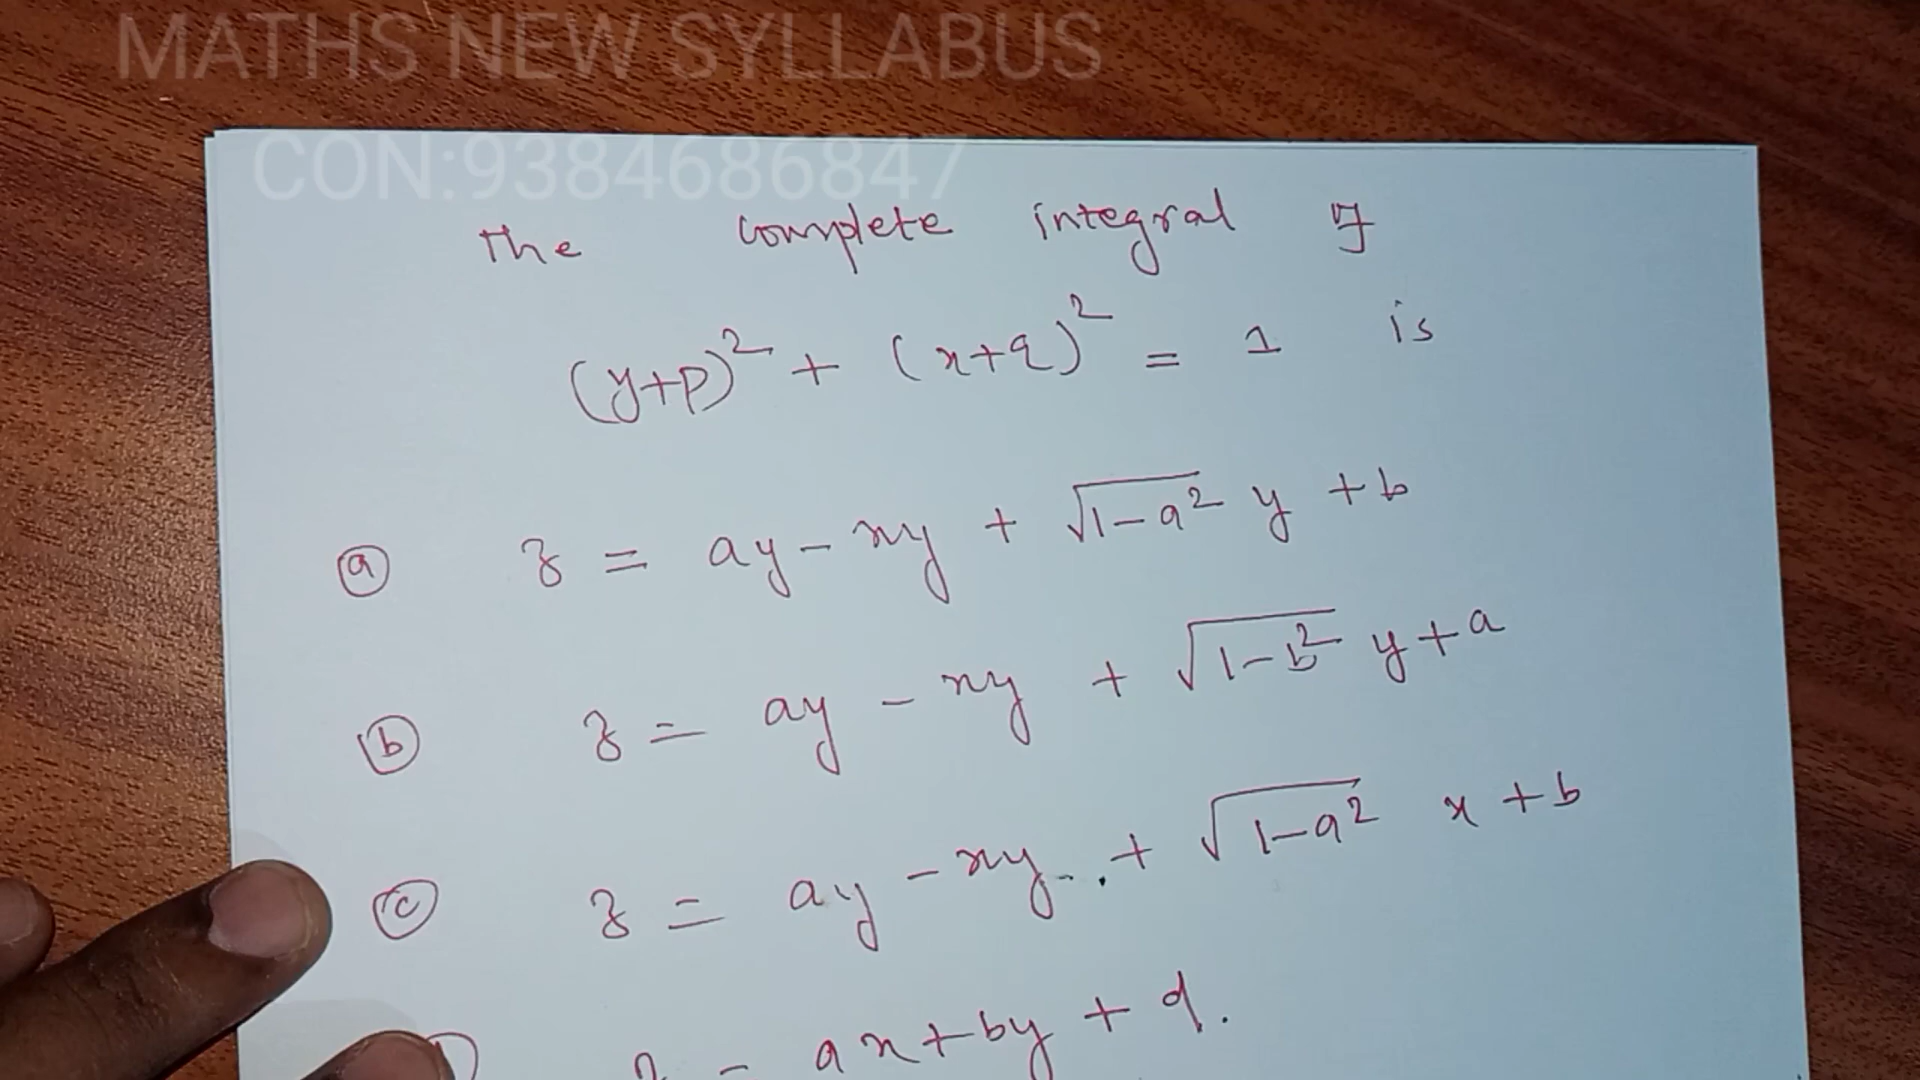 MATHS NEW SYLLABUS
CON:9384686847
The complete integral of
(y+p)² + (x+q)² = 1 is
(a) z = ay - xy + √(1-a²) y + b
(b) z = ay - xy + √(1-b²) y + a
(c) z = ay - xy + √(1-a²) x + b
z = ax + by + d.